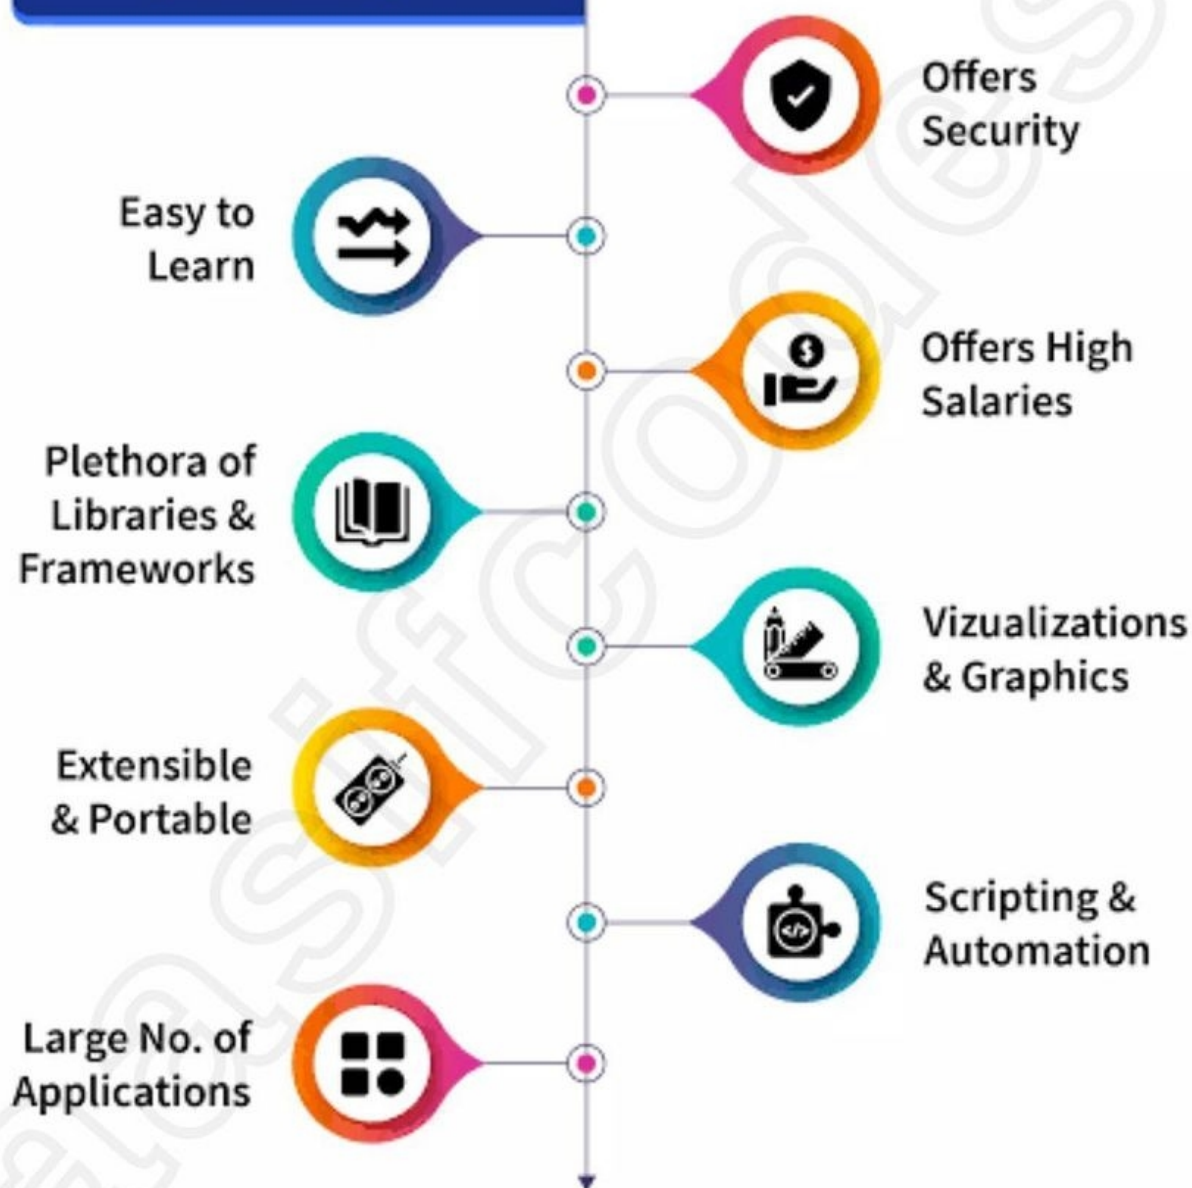 Offers
Security
Easy to
Learn
Offers High
Salaries
Plethora of
Libraries &
Frameworks
Vizualizations
& Graphics
Extensible
& Portable
Scripting &
Automation
Large No. of
Applications
aasifcodes